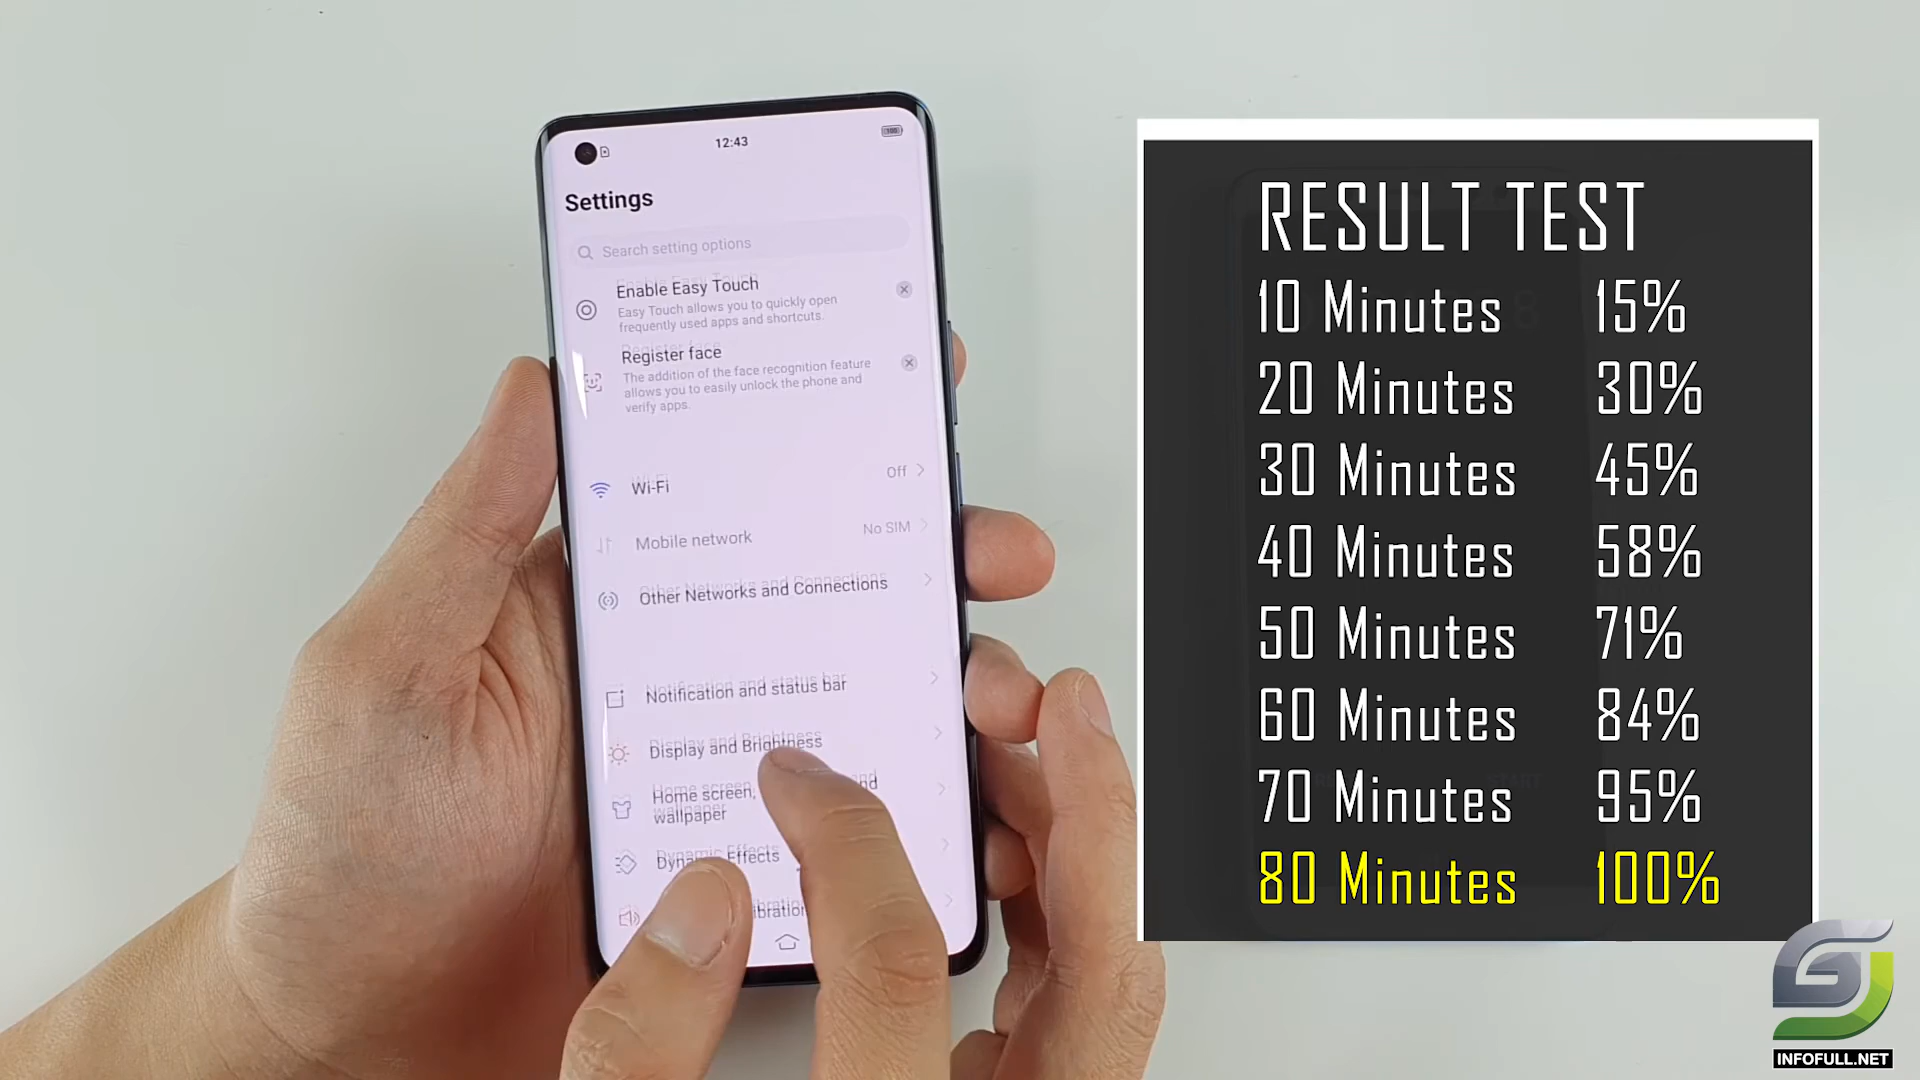 12:43
100
Settings
Search setting options
Enable Easy Touch
Easy Touch allows you to quickly open
frequently used apps and shortcuts.
Register face
The addition of the face recognition feature
allows you to easily unlock the phone and
verify apps.
Wi-Fi Off
Mobile network No SIM
Other Networks and Connections
Notification and status bar
Display and Brightness
Home screen,
wallpaper
Effects
RESULT TEST
10 Minutes 15%
20 Minutes 30%
30 Minutes 45%
40 Minutes 58%
50 Minutes 71%
60 Minutes 84%
70 Minutes 95%
80 Minutes 100%
INFOFULL.NET